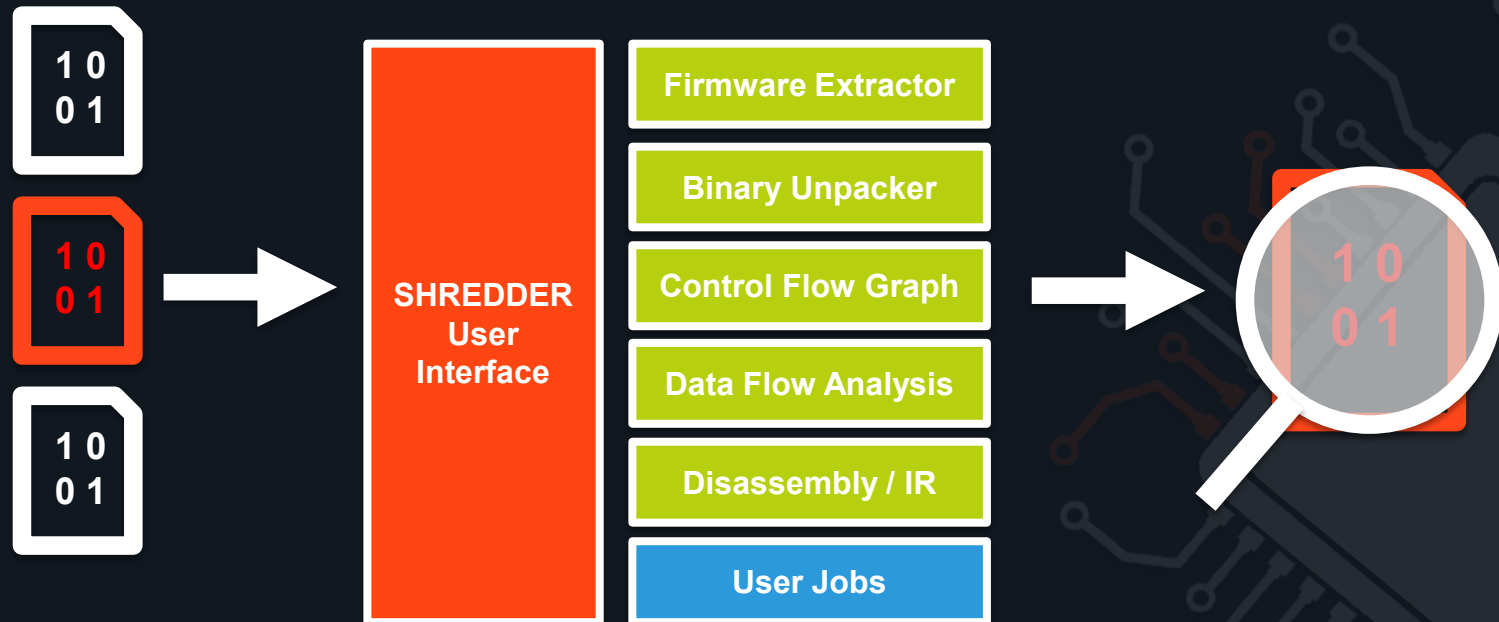 1 0
0 1
1 0
0 1
1 0
0 1
SHREDDER
User
Interface
Firmware Extractor
Binary Unpacker
Control Flow Graph
Data Flow Analysis
Disassembly / IR
User Jobs
1 0
0 1